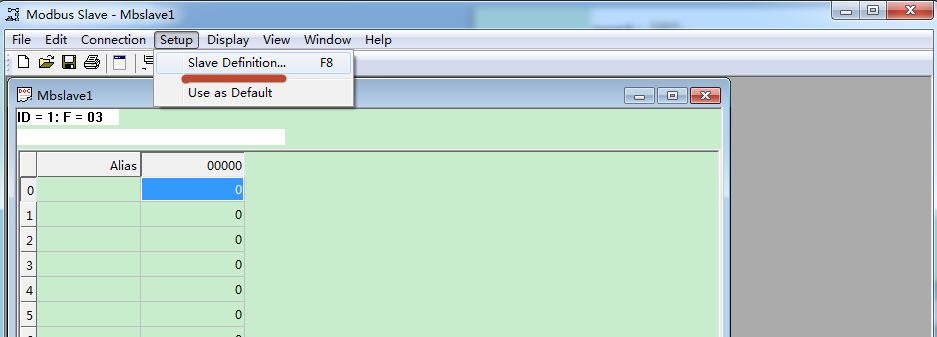 Modbus Slave - Mbslave1
File Edit Connection Setup Display View Window Help
Slave Definition... F8
Use as Default
Mbslave1
ID = 1: F = 03
Alias 00000
0 0
1 0
2 0
3 0
4 0
5 0
0